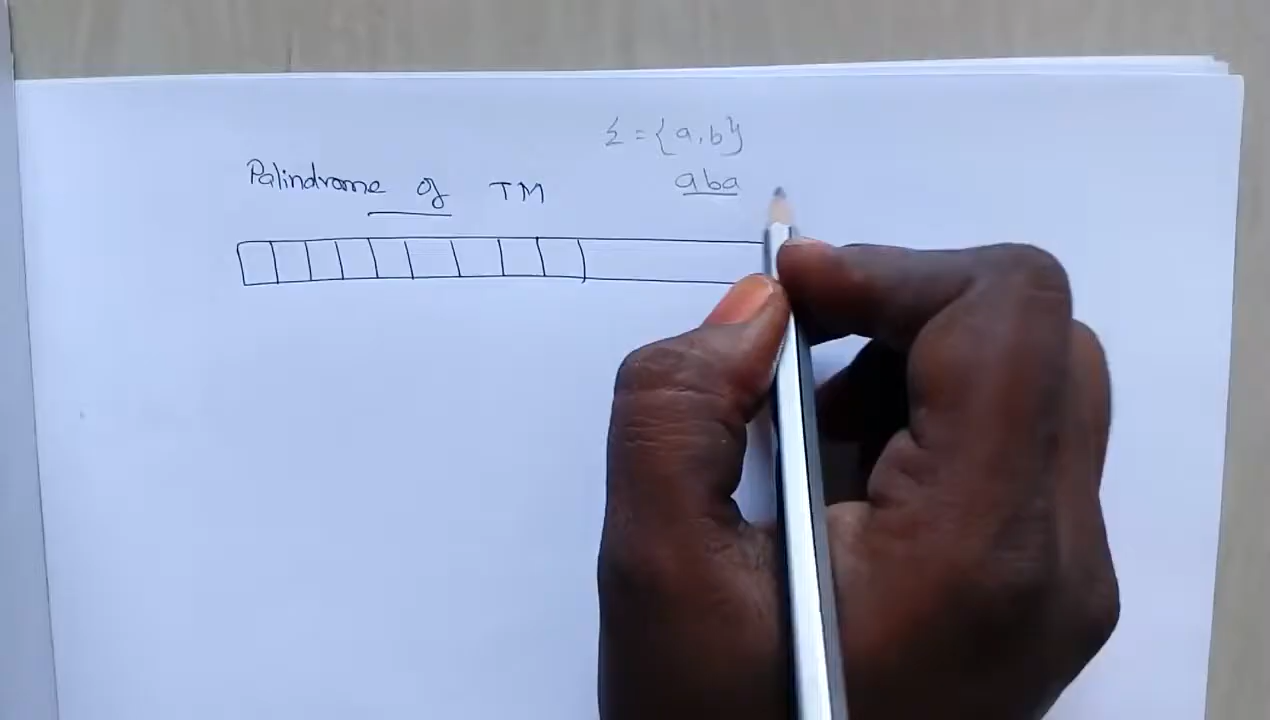 Σ = {a,b}
Palindrome of TM
aba